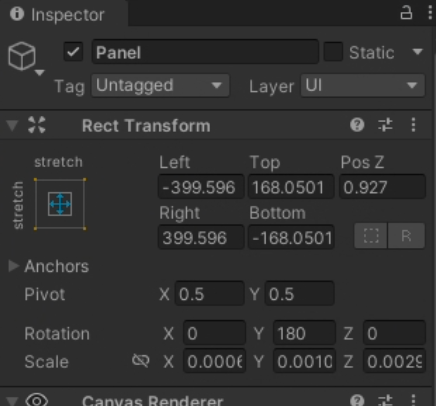 Inspector
Panel Static
Tag Untagged Layer UI
Rect Transform
stretch Left Top Pos Z
-399.596 168.0501 0.927
stretch
Right Bottom
399.596 -168.0501 R
Anchors
Pivot X 0.5 Y 0.5
Rotation X 0 Y 180 Z 0
Scale X 0.0006 Y 0.0010 Z 0.0029
Canvas Renderer